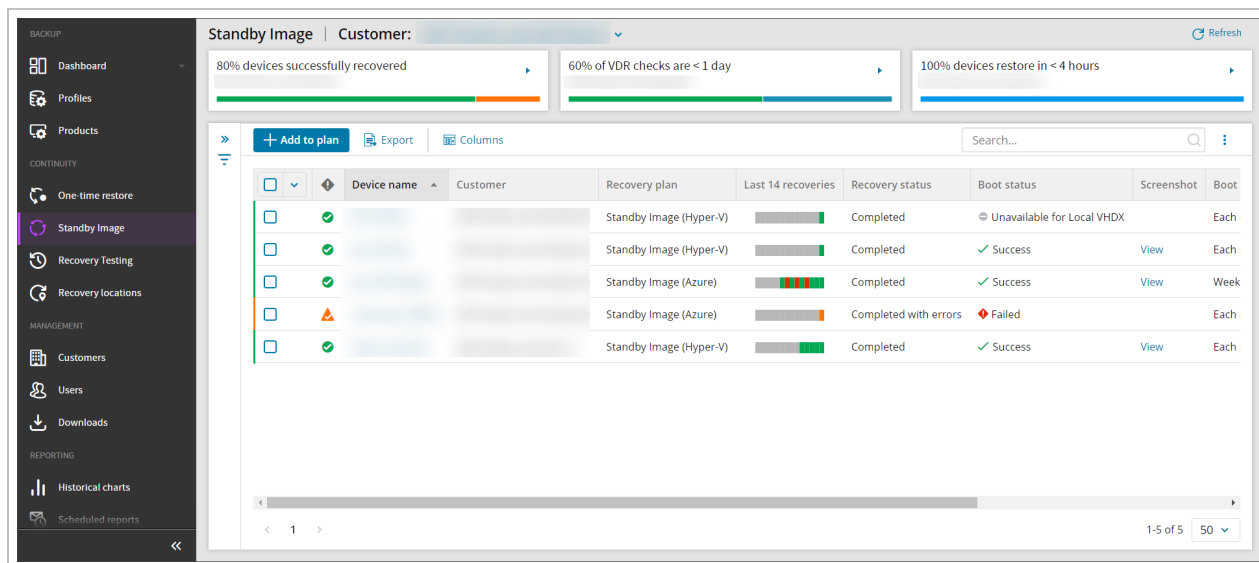 BACKUP
Dashboard
Profiles
Products
CONTINUITY
One-time restore
Standby Image
Recovery Testing
Recovery locations
MANAGEMENT
Customers
Users
Downloads
REPORTING
Historical charts
Scheduled reports
Standby Image | Customer:
Refresh
80% devices successfully recovered
60% of VDR checks are < 1 day
100% devices restore in < 4 hours
+ Add to plan Export Columns Search...
Device name Customer Recovery plan Last 14 recoveries Recovery status Boot status Screenshot Boot
Standby Image (Hyper-V) Completed Unavailable for Local VHDX Each
Standby Image (Hyper-V) Completed Success View Each
Standby Image (Azure) Completed Success View Week
Standby Image (Azure) Completed with errors Failed Each
Standby Image (Hyper-V) Completed Success View Each
1 1-5 of 5 50